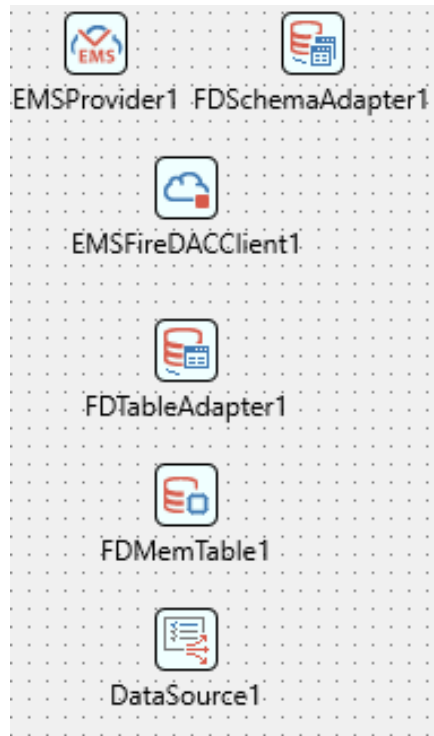 EMS
EMSProvider1 FDSchemaAdapter1
EMSFireDACClient1
FDTableAdapter1
FDMemTable1
DataSource1